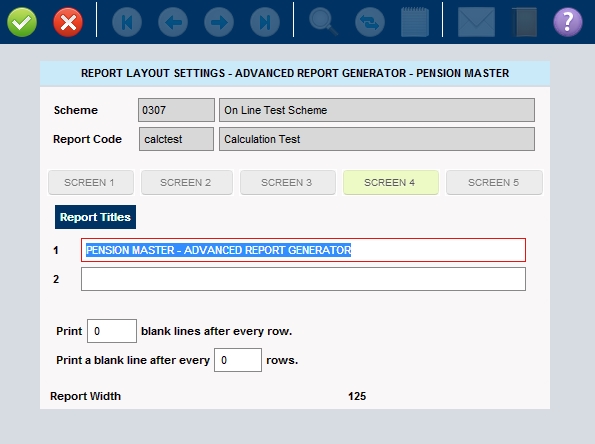 ?
REPORT LAYOUT SETTINGS - ADVANCED REPORT GENERATOR - PENSION MASTER
Scheme 0307 On Line Test Scheme
Report Code calctest Calculation Test
SCREEN 1 SCREEN 2 SCREEN 3 SCREEN 4 SCREEN 5
Report Titles
1 PENSION MASTER - ADVANCED REPORT GENERATOR
2
Print 0 blank lines after every row.
Print a blank line after every 0 rows.
Report Width 125